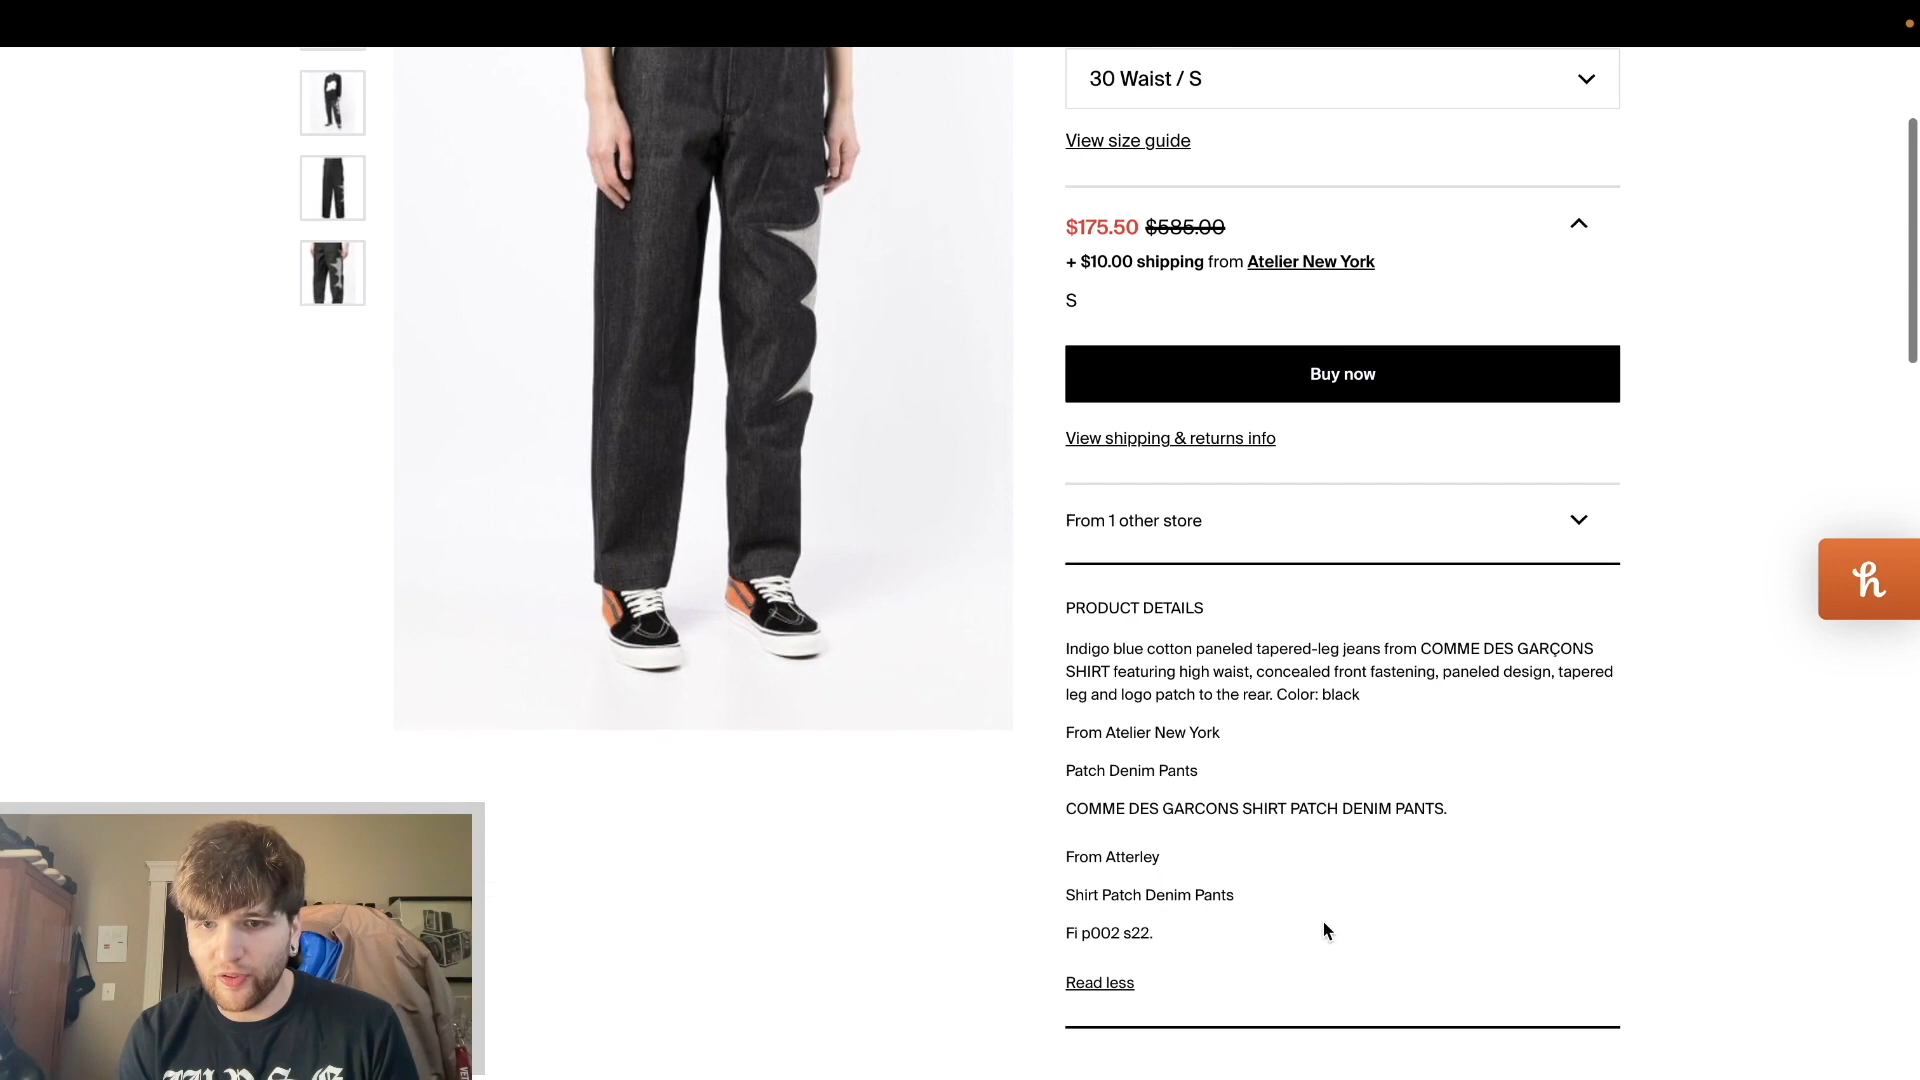 30 Waist / S
View size guide
$175.50 $585.00
+ $10.00 shipping from Atelier New York
S
Buy now
View shipping & returns info
From 1 other store
PRODUCT DETAILS
Indigo blue cotton paneled tapered-leg jeans from COMME DES GARÇONS
SHIRT featuring high waist, concealed front fastening, paneled design, tapered
leg and logo patch to the rear. Color: black
From Atelier New York
Patch Denim Pants
COMME DES GARCONS SHIRT PATCH DENIM PANTS.
From Atterley
Shirt Patch Denim Pants
Fi p002 s22.
Read less
h